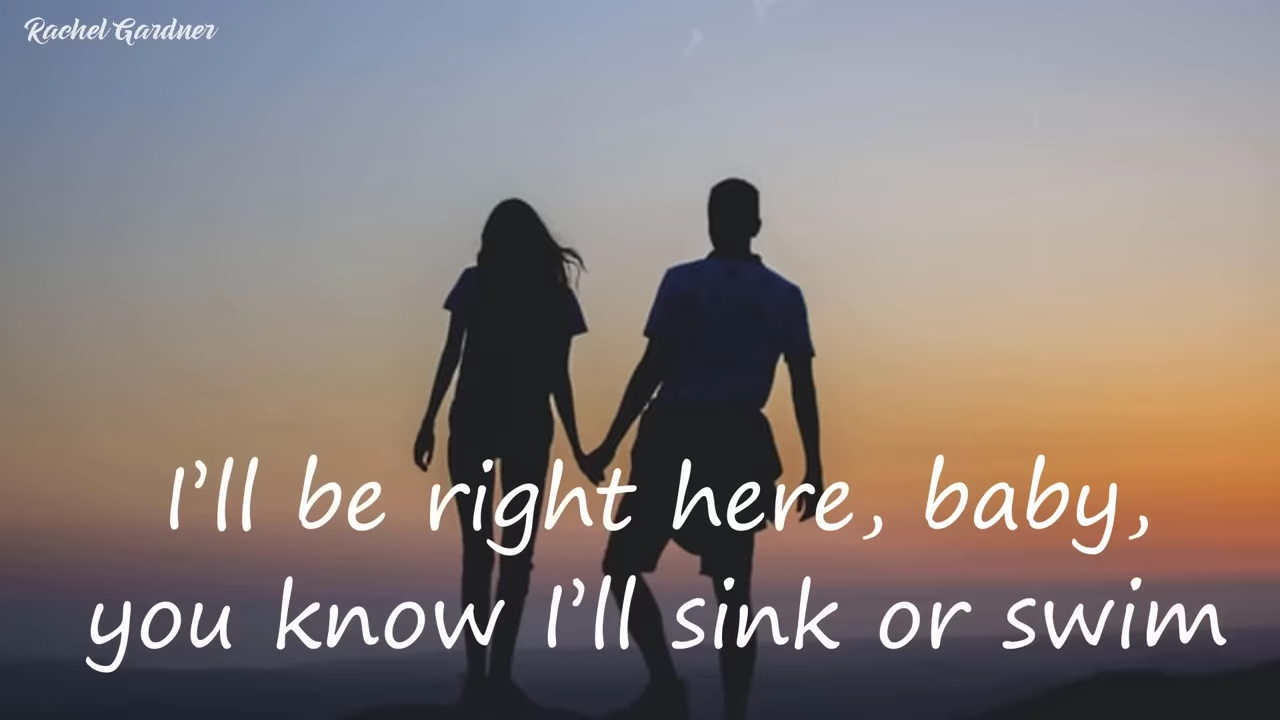 Rachel Gardner
I'll be right here, baby,
you know I'll sink or swim